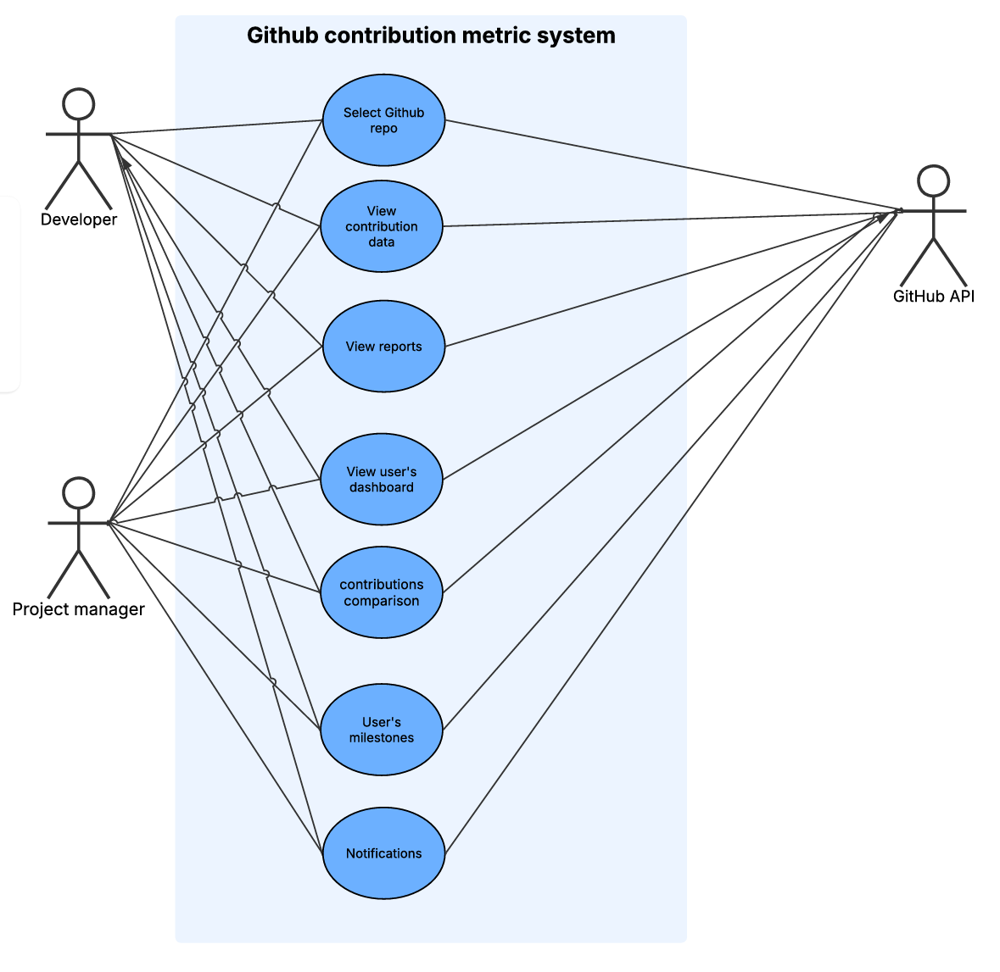 Github contribution metric system
Select Github
repo
Developer
View
contribution
data
GitHub API
View reports
View user's
dashboard
Project manager
contributions
comparison
User's
milestones
Notifications